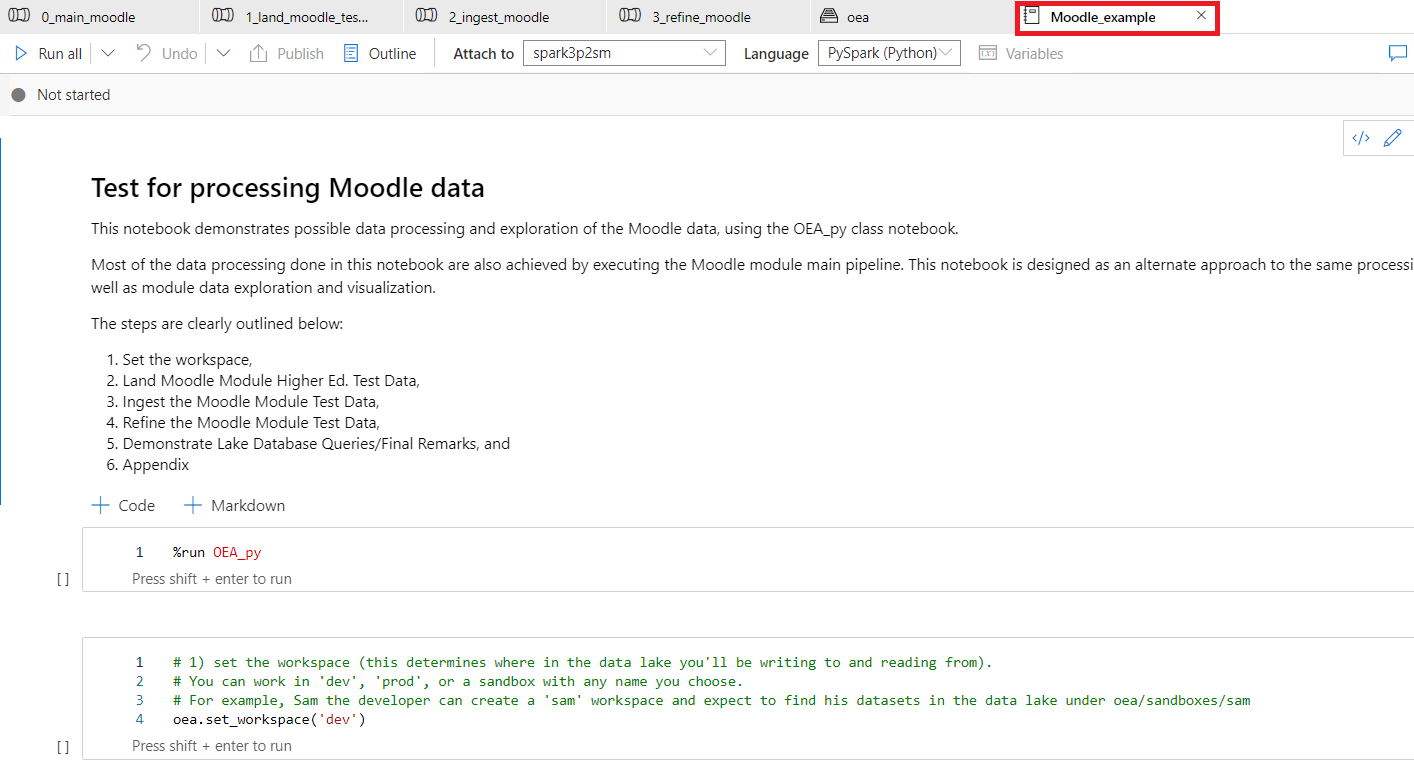 0_main_moodle 1_land_moodle_tes... 2_ingest_moodle 3_refine_moodle oea Moodle_example
Run all Undo Publish Outline Attach to spark3p2sm Language PySpark (Python) Variables
Not started
Test for processing Moodle data
This notebook demonstrates possible data processing and exploration of the Moodle data, using the OEA_py class notebook.
Most of the data processing done in this notebook are also achieved by executing the Moodle module main pipeline. This notebook is designed as an alternate approach to the same processi
well as module data exploration and visualization.
The steps are clearly outlined below:
1. Set the workspace,
2. Land Moodle Module Higher Ed. Test Data,
3. Ingest the Moodle Module Test Data,
4. Refine the Moodle Module Test Data,
5. Demonstrate Lake Database Queries/Final Remarks, and
6. Appendix
Code Markdown
1 %run OEA_py
[ ] Press shift + enter to run
1 # 1) set the workspace (this determines where in the data lake you'll be writing to and reading from).
2 # You can work in 'dev', 'prod', or a sandbox with any name you choose.
3 # For example, Sam the developer can create a 'sam' workspace and expect to find his datasets in the data lake under oea/sandboxes/sam
4 oea.set_workspace('dev')
[ ] Press shift + enter to run